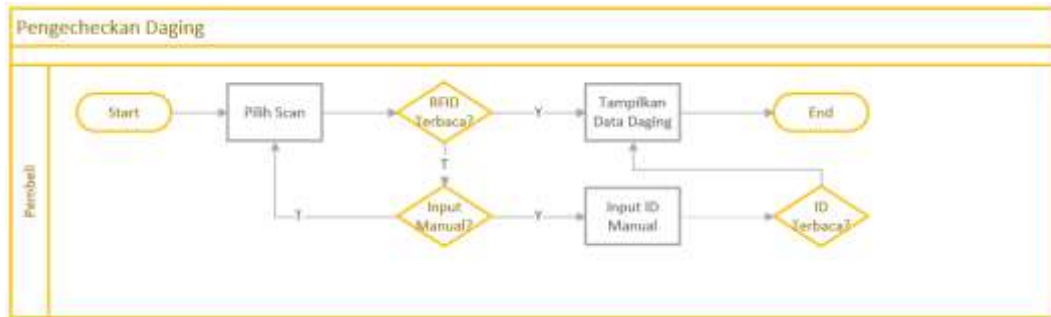 Pengecheckan Daging
Pembeli
Start
Pilih Scan
RFID
Terbaca?
Y
Tampilkan
Data Daging
End
T
Input
Manual?
T
Y
Input ID
Manual
ID
Terbaca?